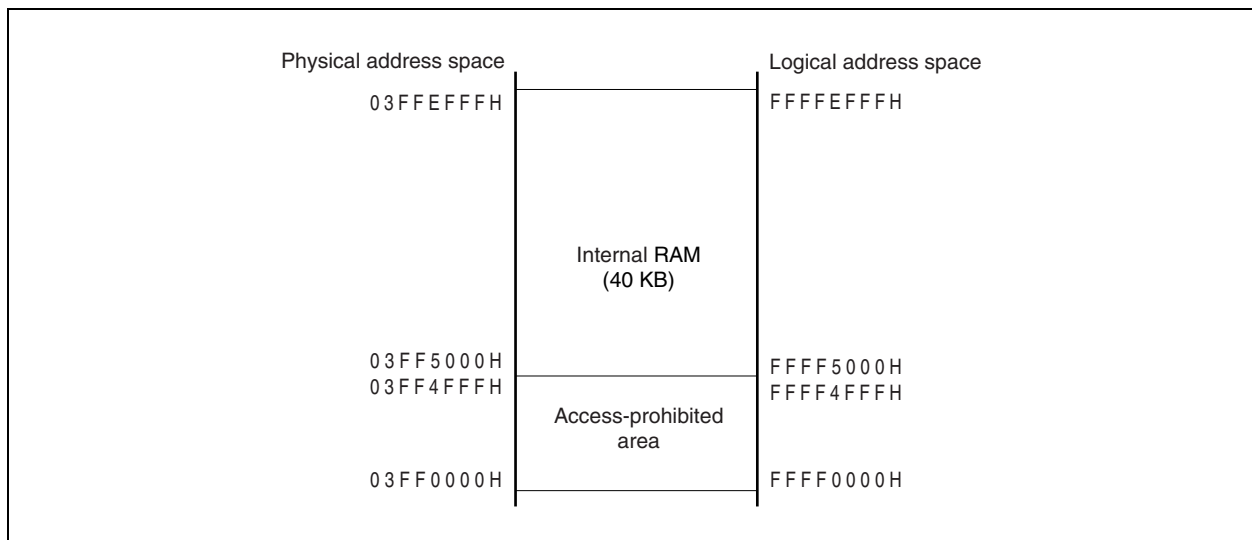 Physical address space
Logical address space
03FFEFFFH
FFFFEFFFH
Internal RAM
(40 KB)
03FF5000H
FFFF5000H
03FF4FFFH
FFFF4FFFH
Access-prohibited
area
03FF0000H
FFFF0000H